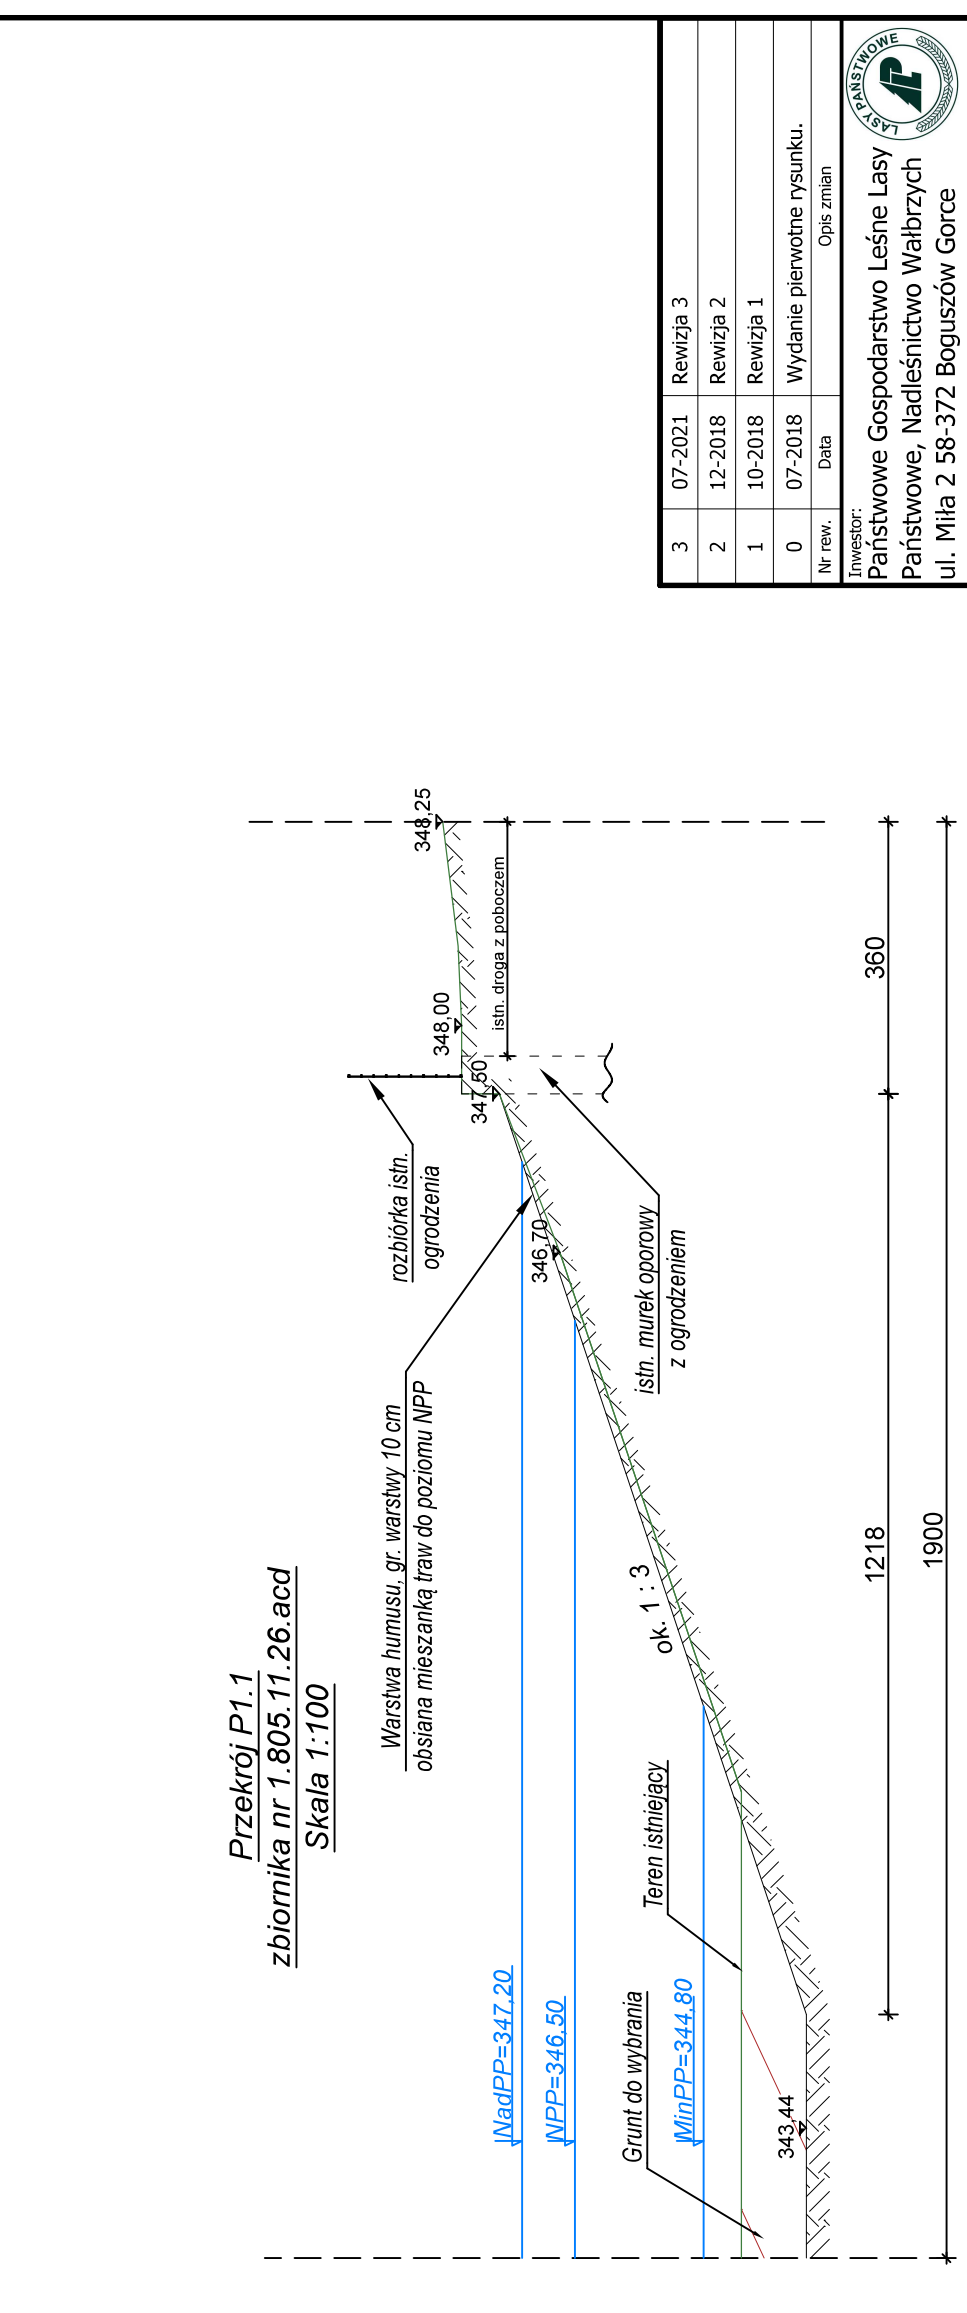 Przekrój P1.1
zbiornika nr 1.805.11.26.acd
Skala 1:100
rozbiórka istn.
ogrodzenia
Warstwa humusu, gr. warstwy 10 cm
obsiana mieszanką traw do poziomu NPP
348,25
348,00
347,50
istn. droga z poboczem
346,70
istn. murek oporowy
z ogrodzeniem
ok. 1 : 3
NadPP=347,20
NPP=346,50
MinPP=344,80
Teren istniejący
Grunt do wybrania
343,44
1218
360
1900
3 07-2021 Rewizja 3
2 12-2018 Rewizja 2
1 10-2018 Rewizja 1
0 07-2018 Wydanie pierwotne rysunku.
Nr rew. Data Opis zmian
Inwestor:
Państwowe Gospodarstwo Leśne Lasy
Państwowe, Nadleśnictwo Wałbrzych
ul. Miła 2 58-372 Boguszów Gorce
LASY PAŃSTWOWE